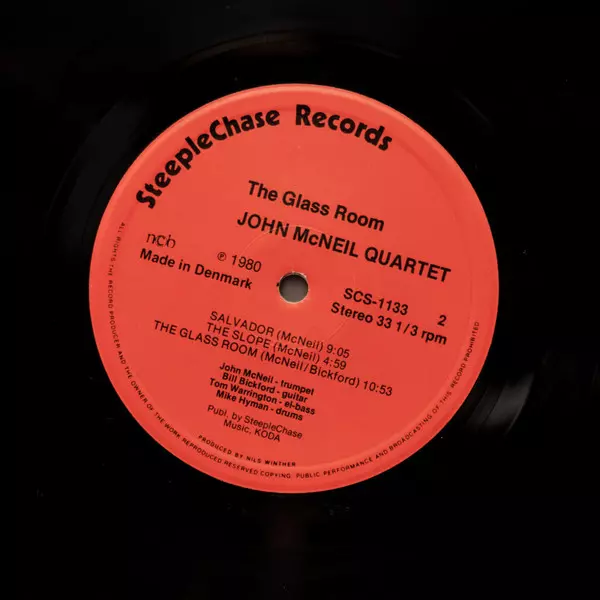 SteepleChase Records
The Glass Room
JOHN McNEIL QUARTET
ncb
℗ 1980
Made in Denmark
SCS-1133 2
Stereo 33 1/3 rpm
SALVADOR (McNeil) 9:05
THE SLOPE (McNeil) 4:59
THE GLASS ROOM (McNeil/Bickford) 10:53
John McNeil - trumpet
Bill Bickford - guitar
Tom Warrington - el-bass
Mike Hyman - drums
Publ. by SteepleChase
Music, KODA
PRODUCED BY NILS WINTHER
ALL RIGHTS THE RECORD PRODUCER AND THE OWNER OF THE WORK REPRODUCED RESERVED COPYING, PUBLIC PERFORMANCE AND BROADCASTING OF THIS RECORD PROHIBITED